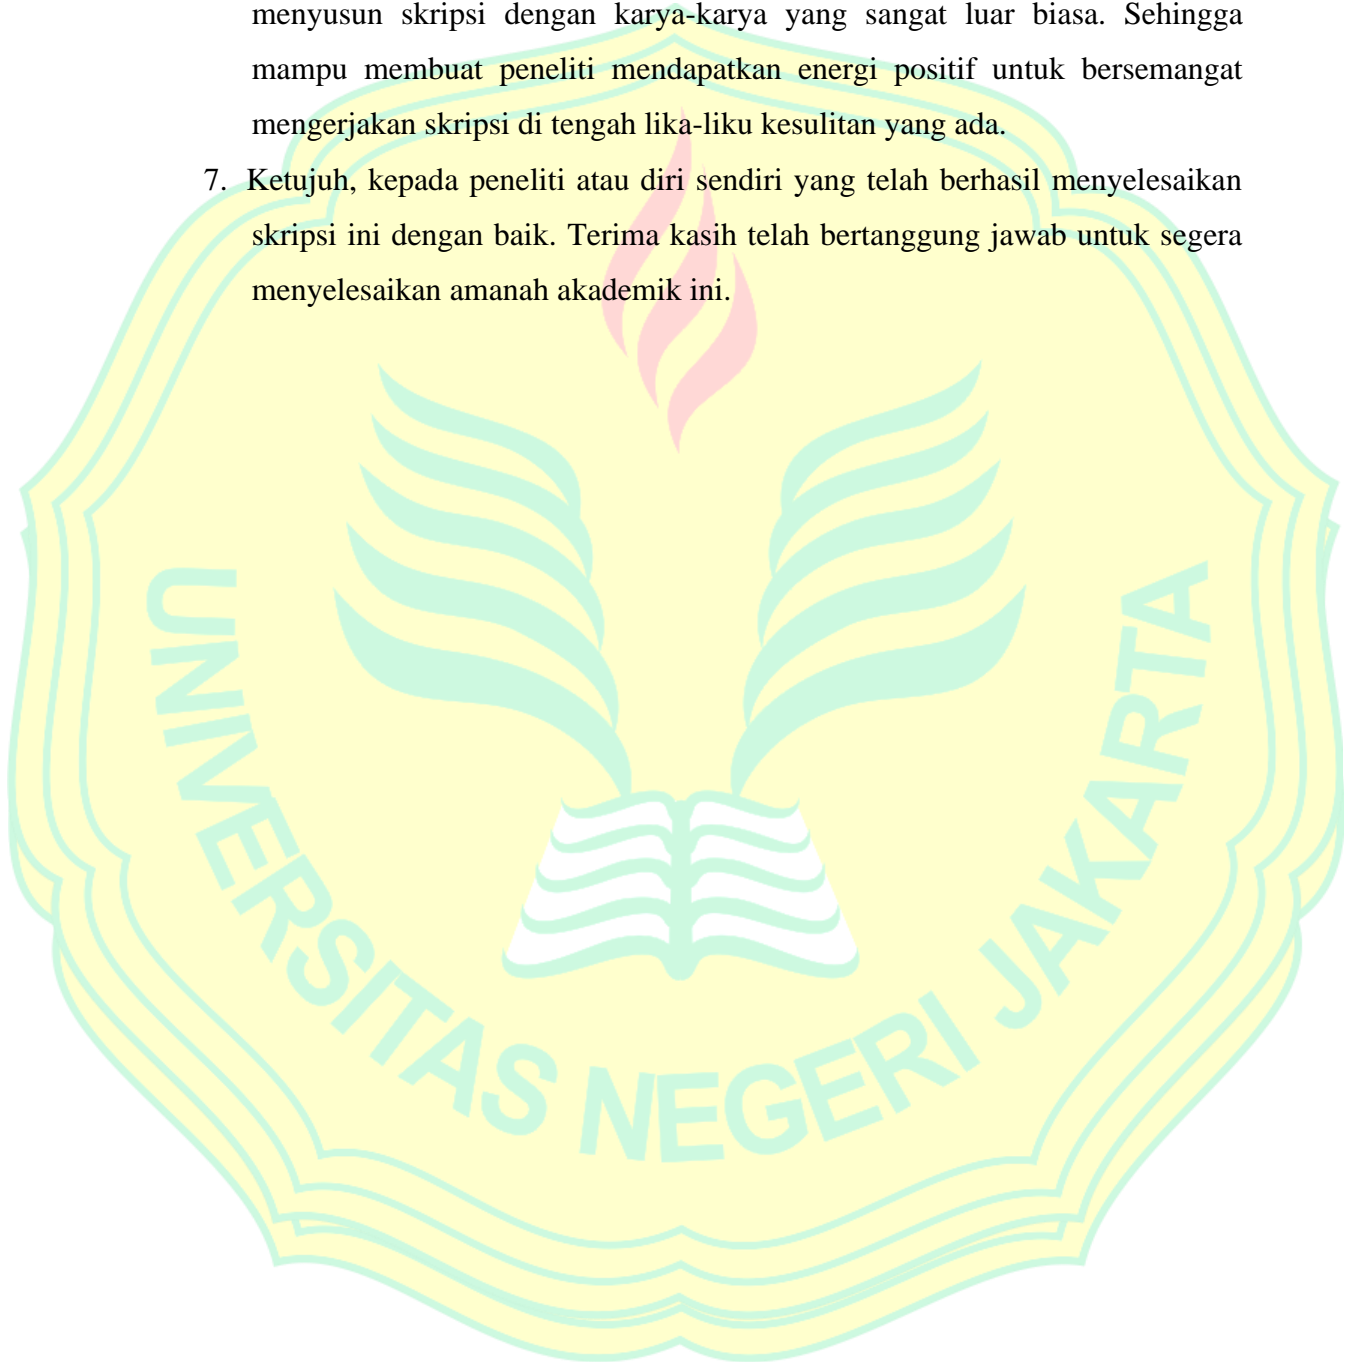 menyusun skripsi dengan karya-karya yang sangat luar biasa. Sehingga
mampu membuat peneliti mendapatkan energi positif untuk bersemangat
mengerjakan skripsi di tengah lika-liku kesulitan yang ada.
7. Ketujuh, kepada peneliti atau diri sendiri yang telah berhasil menyelesaikan
skripsi ini dengan baik. Terima kasih telah bertanggung jawab untuk segera
menyelesaikan amanah akademik ini.
UNIVERSITAS NEGERI JAKARTA